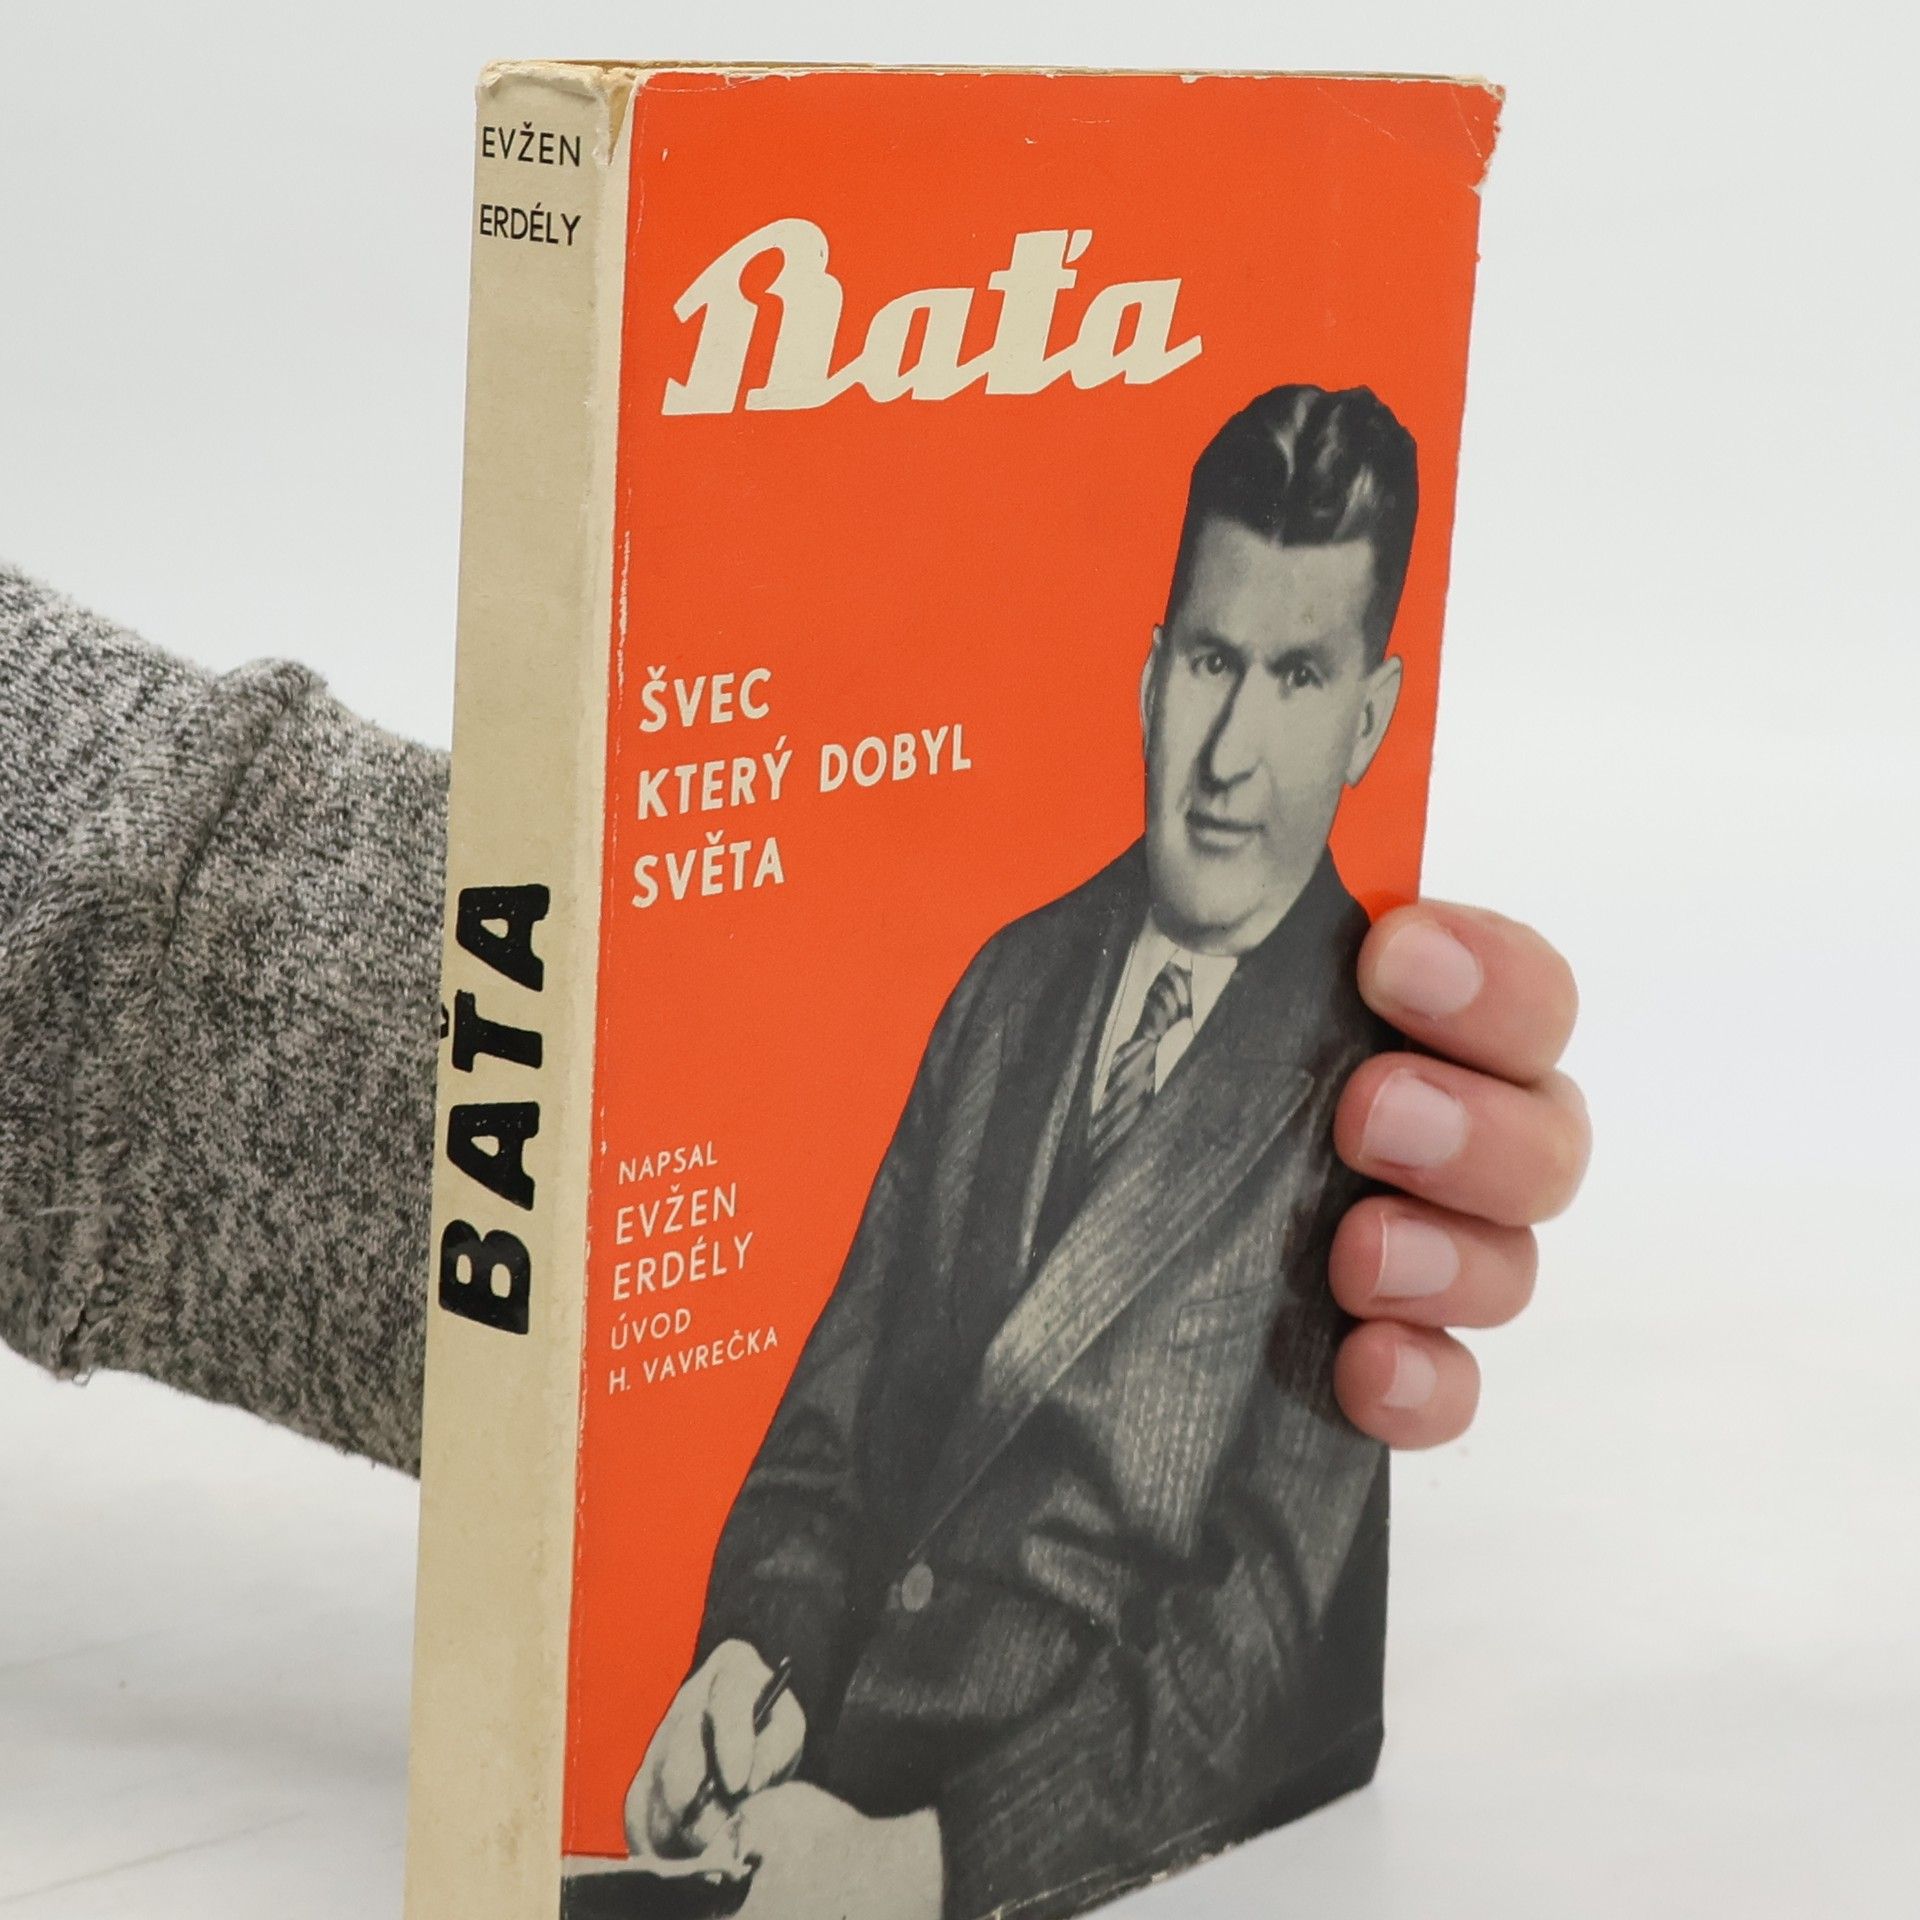 EVŽEN
ERDÉLY
BAŤA
Baťa
ŠVEC
KTERÝ DOBYL
SVĚTA
NAPSAL
EVŽEN
ERDÉLY
ÚVOD
H. VAVREČKA